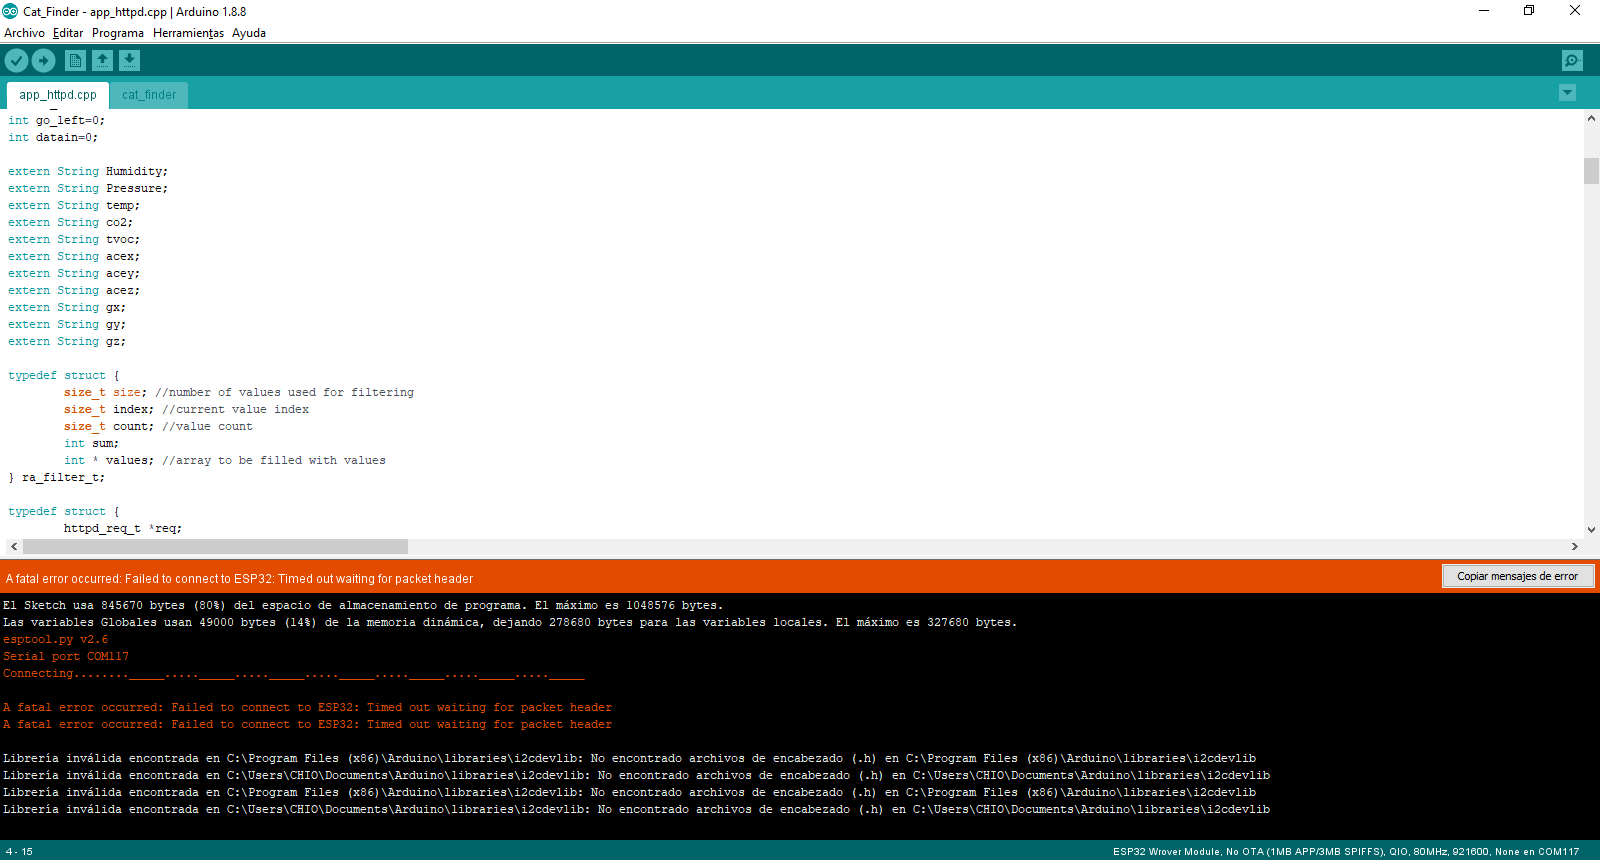 Cat_Finder - app_httpd.cpp | Arduino 1.8.8
Archivo Editar Programa Herramientas Ayuda
app_httpd.cpp cat_finder
int go_left=0;
int datain=0;
extern String Humidity;
extern String Pressure;
extern String temp;
extern String co2;
extern String tvoc;
extern String acex;
extern String acey;
extern String acez;
extern String gx;
extern String gy;
extern String gz;
typedef struct {
size_t size; //number of values used for filtering
size_t index; //current value index
size_t count; //value count
int sum;
int * values; //array to be filled with values
} ra_filter_t;
typedef struct {
httpd_req_t *req;
A fatal error occurred: Failed to connect to ESP32: Timed out waiting for packet header
Copiar mensajes de error
El Sketch usa 845670 bytes (80%) del espacio de almacenamiento de programa. El máximo es 1048576 bytes.
Las variables Globales usan 49000 bytes (14%) de la memoria dinámica, dejando 278680 bytes para las variables locales. El máximo es 327680 bytes.
esptool.py v2.6
Serial port COM117
Connecting........_____....._____....._____....._____....._____....._____....._____
A fatal error occurred: Failed to connect to ESP32: Timed out waiting for packet header
A fatal error occurred: Failed to connect to ESP32: Timed out waiting for packet header
Librería inválida encontrada en C:\Program Files (x86)\Arduino\libraries\i2cdevlib: No encontrado archivos de encabezado (.h) en C:\Program Files (x86)\Arduino\libraries\i2cdevlib
Librería inválida encontrada en C:\Users\CHIO\Documents\Arduino\libraries\i2cdevlib: No encontrado archivos de encabezado (.h) en C:\Users\CHIO\Documents\Arduino\libraries\i2cdevlib
Librería inválida encontrada en C:\Program Files (x86)\Arduino\libraries\i2cdevlib: No encontrado archivos de encabezado (.h) en C:\Program Files (x86)\Arduino\libraries\i2cdevlib
Librería inválida encontrada en C:\Users\CHIO\Documents\Arduino\libraries\i2cdevlib: No encontrado archivos de encabezado (.h) en C:\Users\CHIO\Documents\Arduino\libraries\i2cdevlib
4 - 15
ESP32 Wrover Module, No OTA (1MB APP/3MB SPIFFS), QIO, 80MHz, 921600, None en COM117